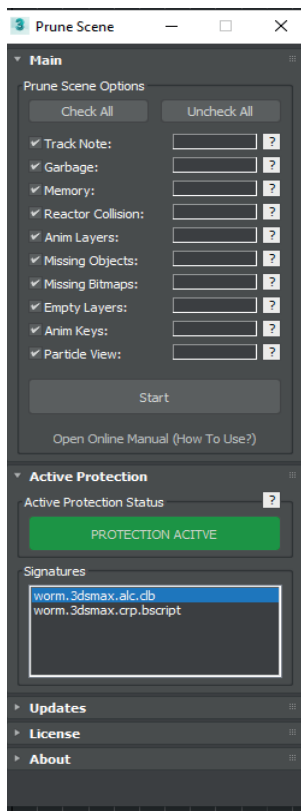 3 Prune Scene
Main
Prune Scene Options
Check All Uncheck All
Track Note: ?
Garbage: ?
Memory: ?
Reactor Collision: ?
Anim Layers: ?
Missing Objects: ?
Missing Bitmaps: ?
Empty Layers: ?
Anim Keys: ?
Particle View: ?
Start
Open Online Manual (How To Use?)
Active Protection
Active Protection Status ?
PROTECTION ACITVE
Signatures
worm.3dsmax.alc.clb
worm.3dsmax.crp.bscript
Updates
License
About